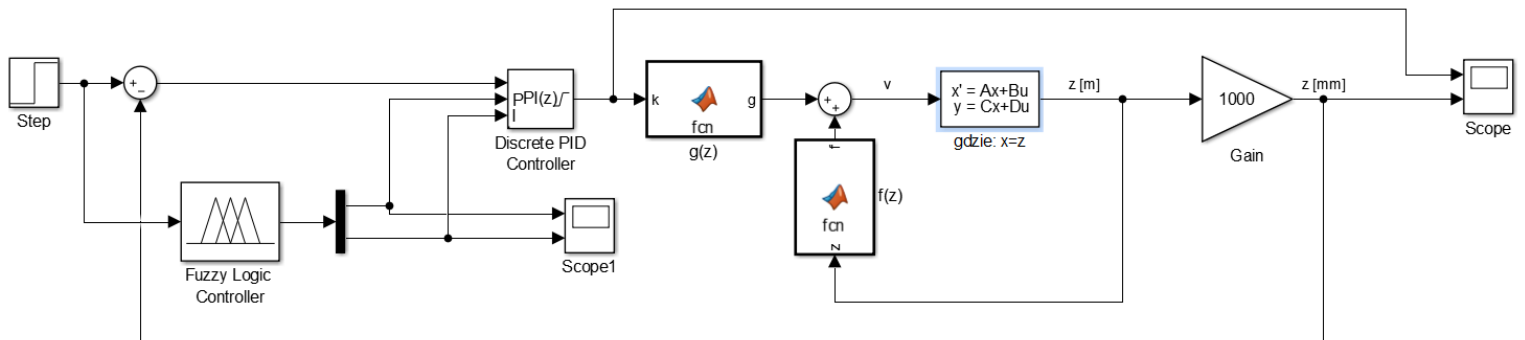 Step
+
−
Fuzzy Logic
Controller
PI(z)
P
I
Discrete PID
Controller
Scope1
k
fcn
g
g(z)
+
+
f
fcn
z
f(z)
v
x' = Ax+Bu
y = Cx+Du
gdzie: x=z
z [m]
1000
Gain
z [mm]
Scope